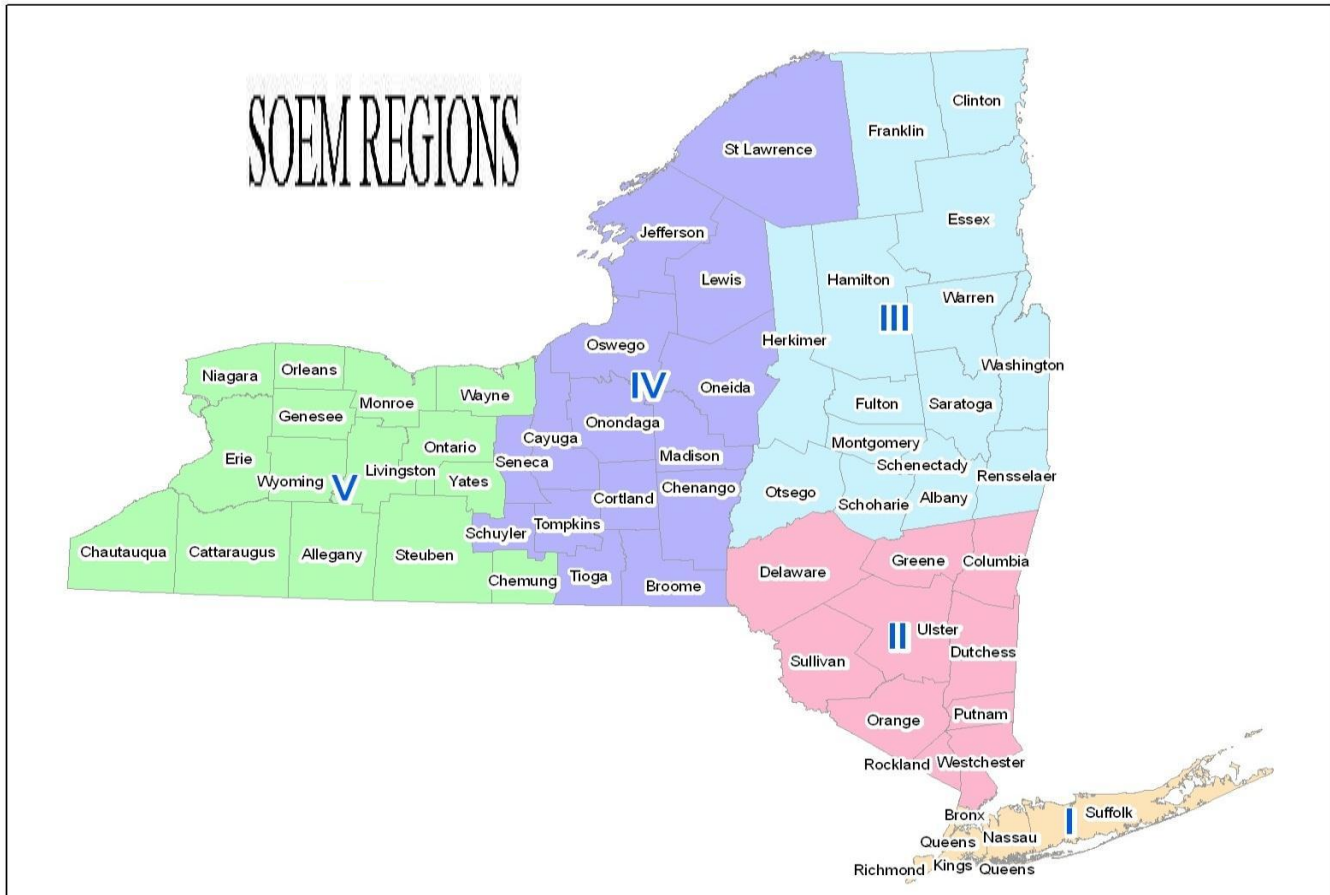 SOEM REGIONS
Clinton
Franklin
St Lawrence
Essex
Jefferson
Lewis
Hamilton
Warren
III
Herkimer
Oswego
Washington
Niagara
Orleans
IV
Oneida
Wayne
Monroe
Fulton
Saratoga
Genesee
Onondaga
Cayuga
Montgomery
Ontario
Madison
Erie
Seneca
Schenectady
Livingston
Rensselaer
Wyoming
V
Yates
Chenango
Otsego
Cortland
Albany
Schoharie
Tompkins
Schuyler
Chautauqua
Cattaraugus
Allegany
Steuben
Greene
Columbia
Delaware
Chemung
Tioga
Broome
Ulster
II
Dutchess
Sullivan
Putnam
Orange
Rockland
Westchester
Bronx
Suffolk
I
Queens
Nassau
Richmond
Kings
Queens